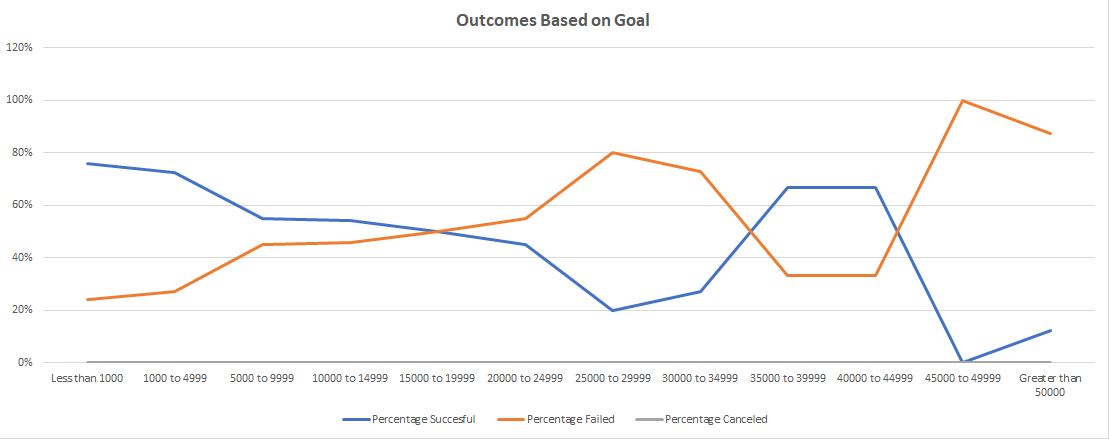 Outcomes Based on Goal
120%
100%
80%
60%
40%
20%
0%
Less than 1000
1000 to 4999
5000 to 9999
10000 to 14999
15000 to 19999
20000 to 24999
25000 to 29999
30000 to 34999
35000 to 39999
40000 to 44999
45000 to 49999
Greater than
50000
Percentage Succesful
Percentage Failed
Percentage Canceled